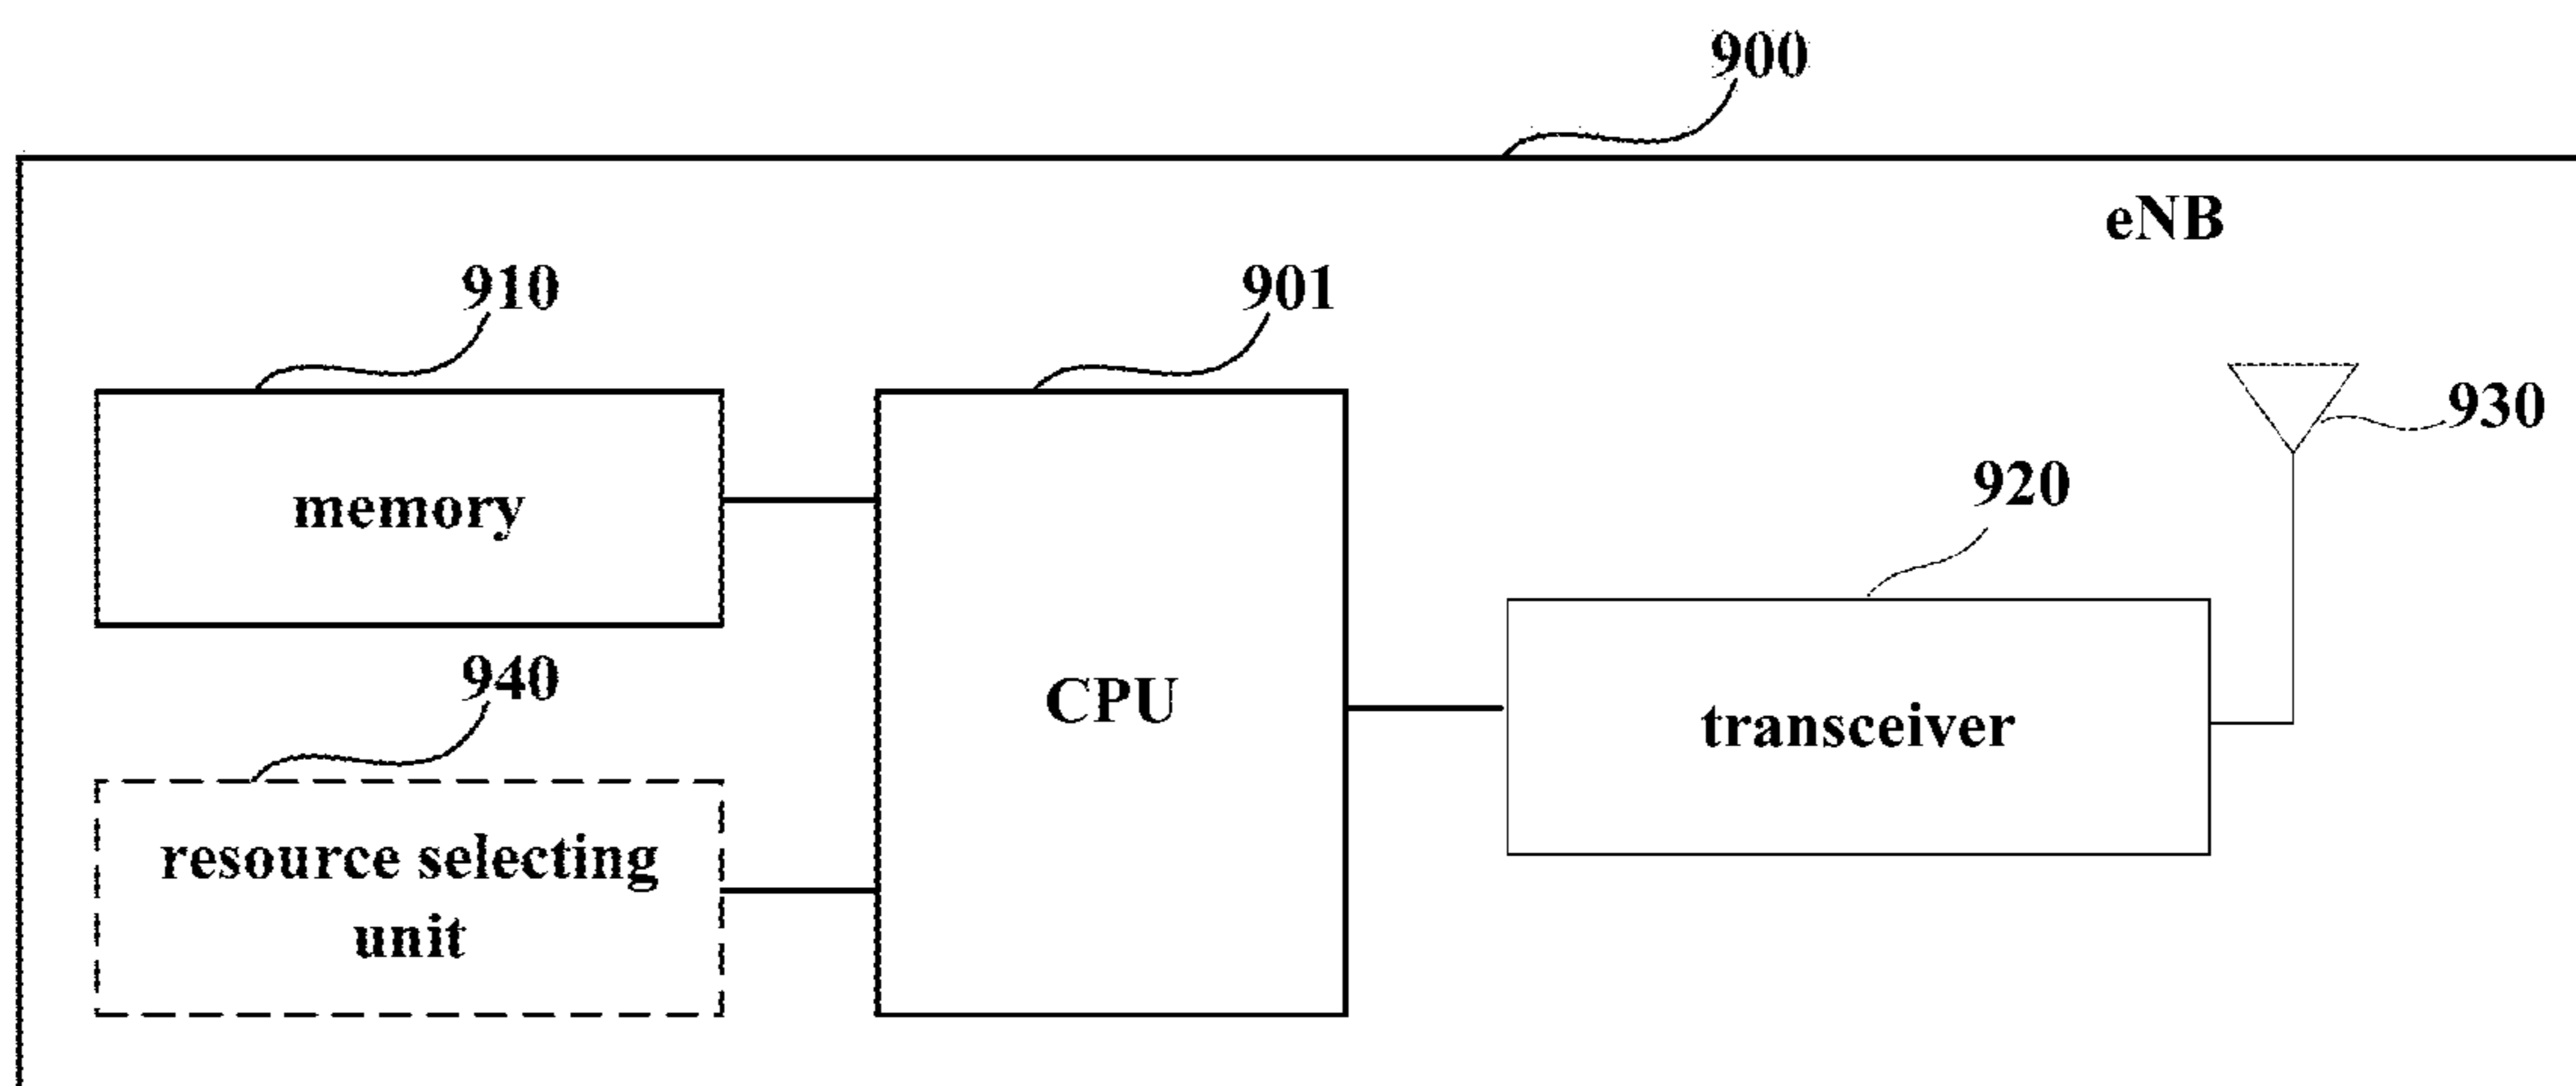 900
eNB
910
901
930
memory
920
940
CPU
transceiver
resource selecting
unit